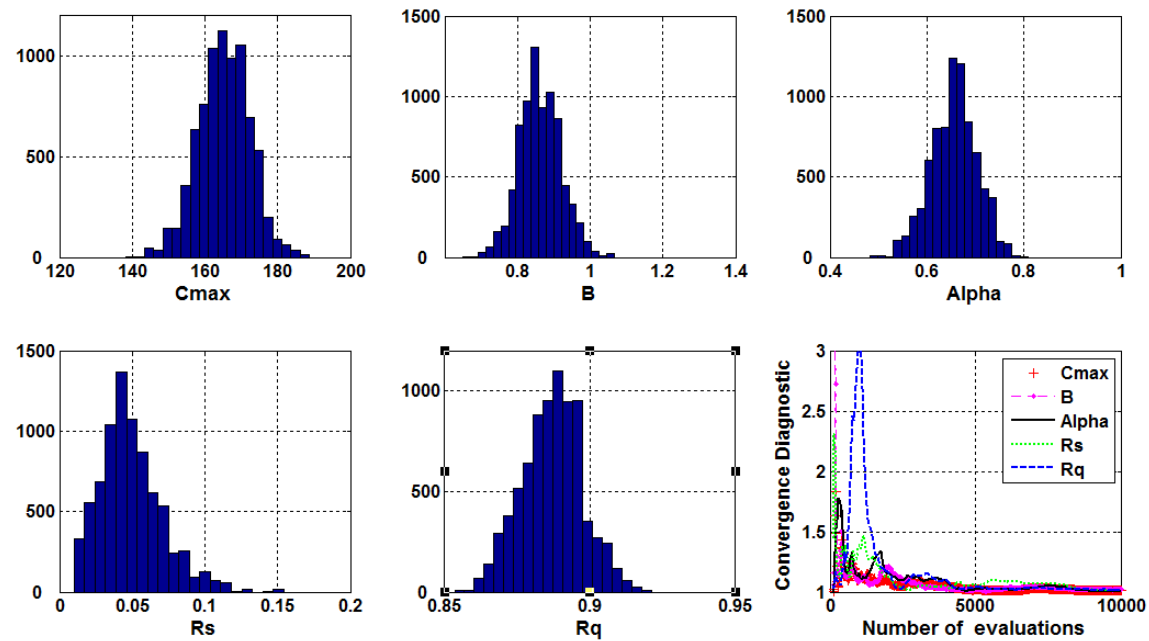 1000
500
0
120 140 160 180 200
Cmax
1500
1000
500
0
0.8 1 1.2 1.4
B
1500
1000
500
0
0.4 0.6 0.8 1
Alpha
1500
1000
500
0
0 0.05 0.1 0.15 0.2
Rs
1000
500
0
0.85 0.9 0.95
Rq
Convergence Diagnostic
3
2.5
2
1.5
1
Cmax
B
Alpha
Rs
Rq
0 5000 10000
Number of evaluations